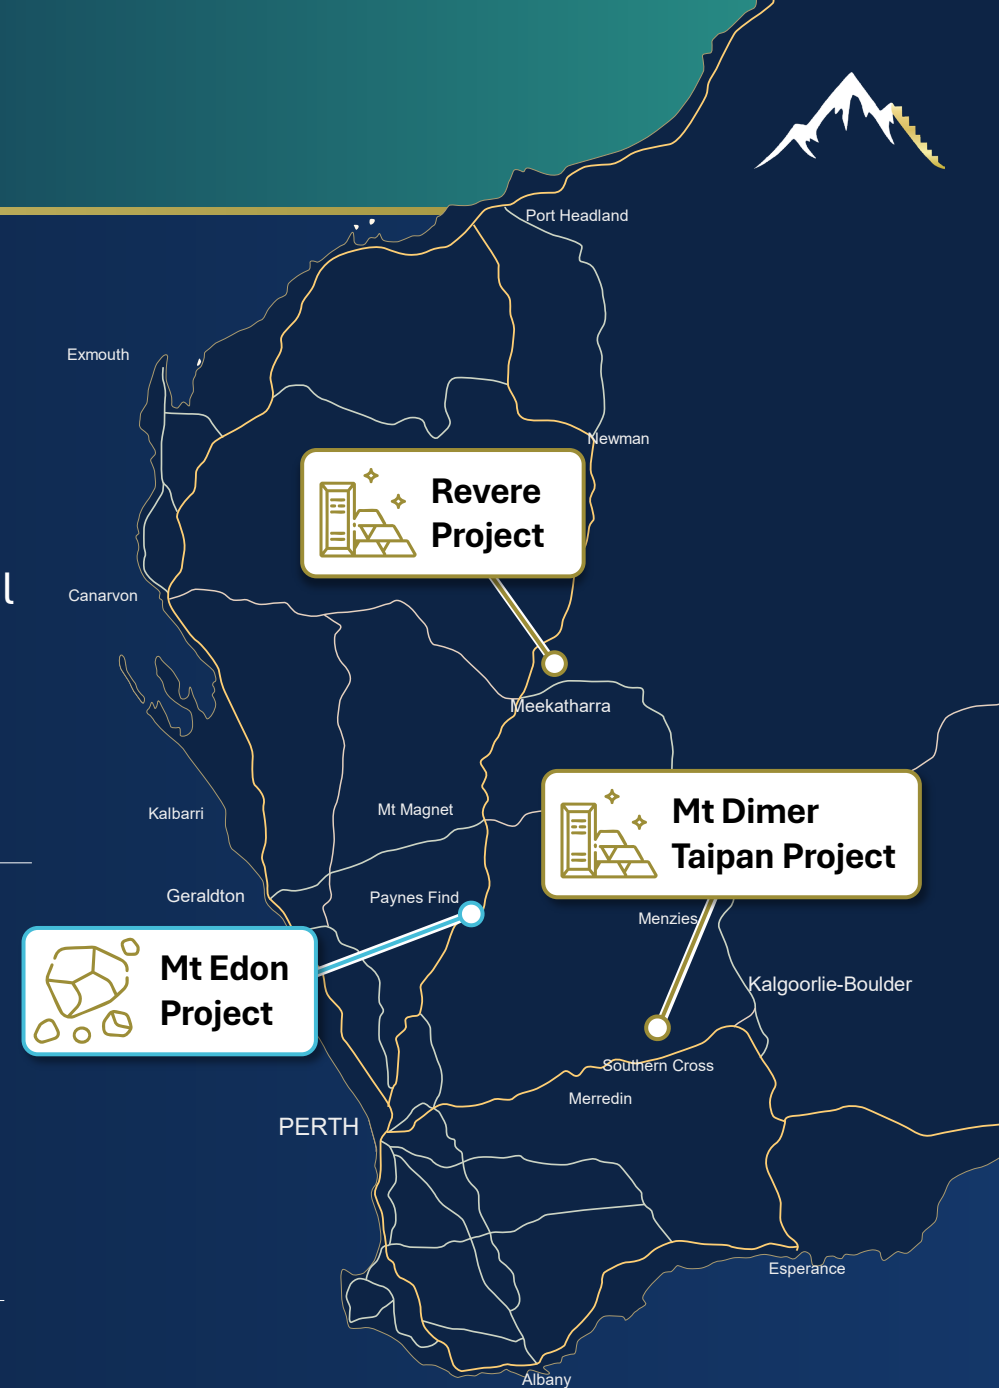 Port Headland
Exmouth
Newman
Revere
Project
l
Canarvon
Meekatharra
Mt Dimer
Taipan Project
Mt Magnet
Kalbarri
Geraldton
Paynes Find
Menzies
Mt Edon
Project
Kalgoorlie-Boulder
Southern Cross
Merredin
PERTH
Esperance
Albany